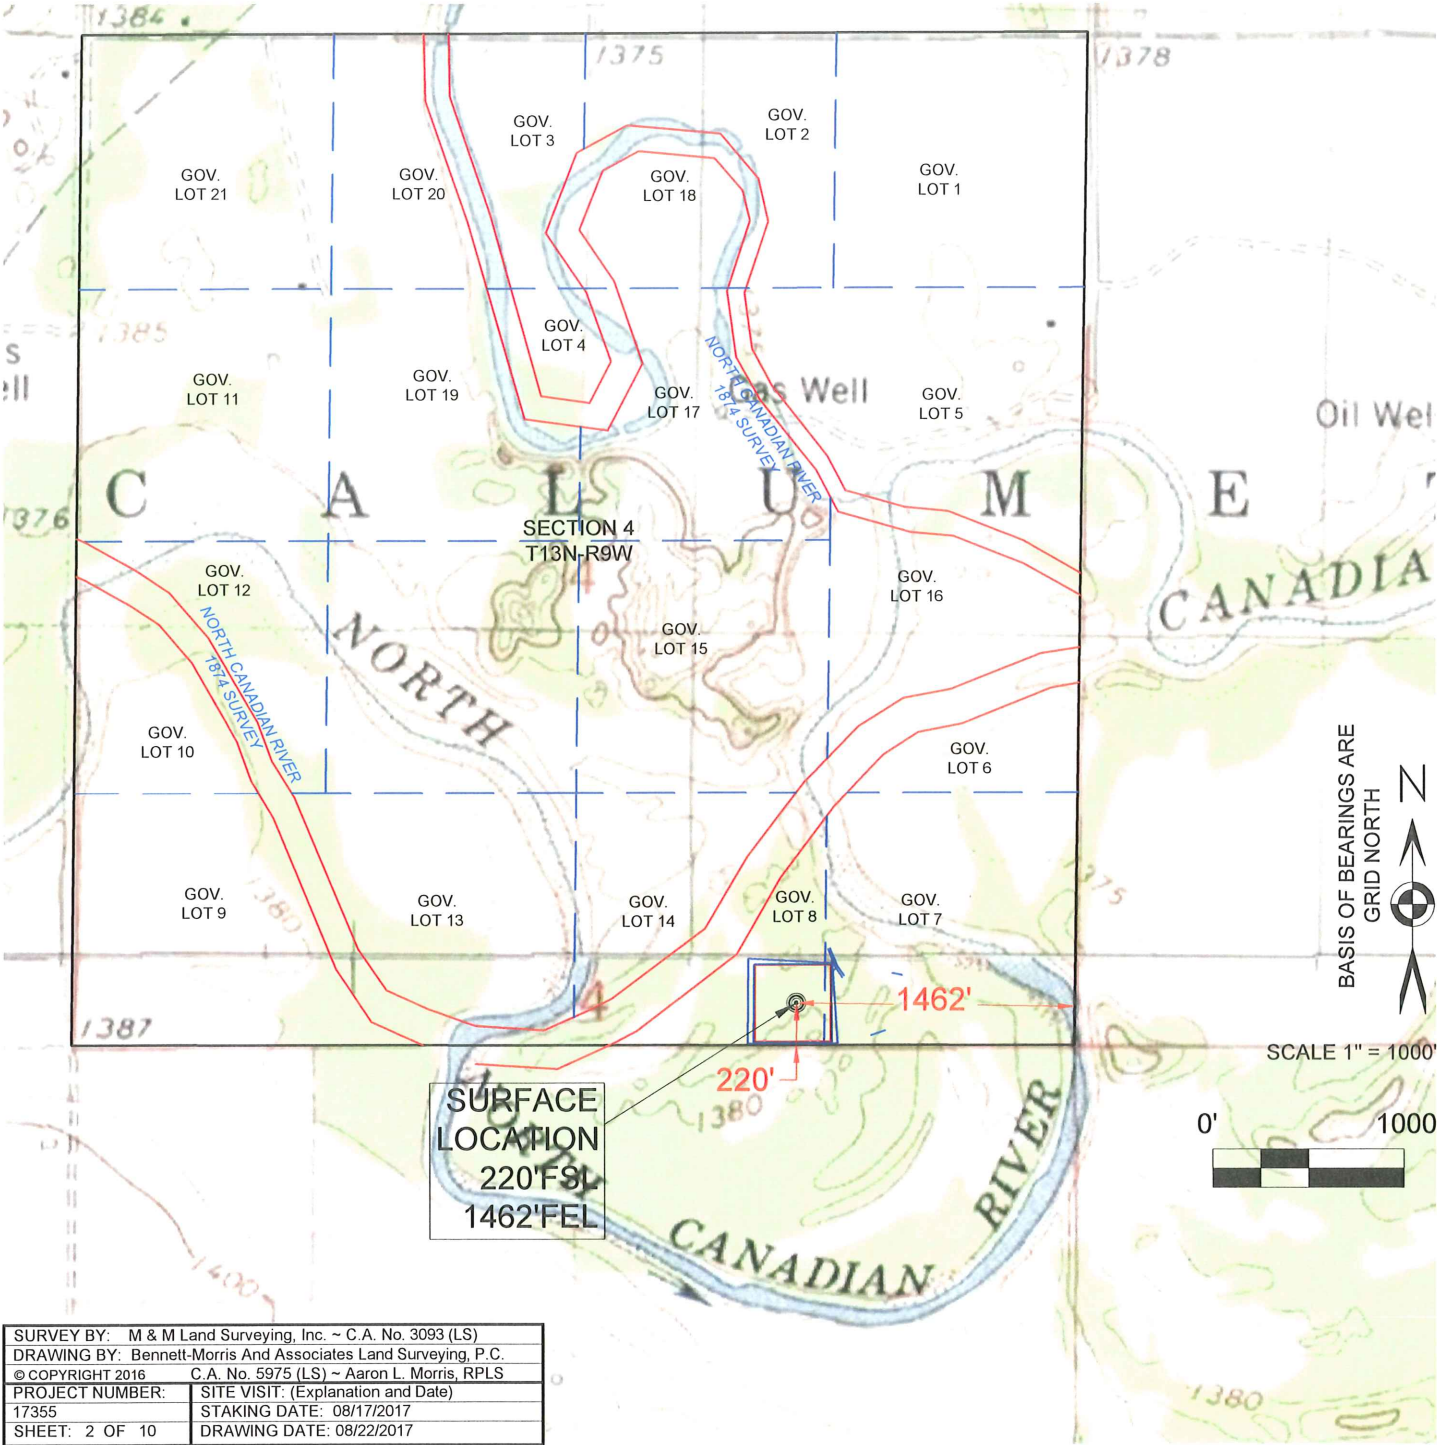 1384
1375
1378
GOV.
LOT 3
GOV.
LOT 2
GOV.
LOT 21
GOV.
LOT 20
GOV.
LOT 18
GOV.
LOT 1
1385
GOV.
LOT 4
GOV.
LOT 11
GOV.
LOT 19
GOV.
LOT 17
NORTH CANADIAN RIVER
1874 SURVEY
Gas Well
GOV.
LOT 5
Oil Wel
C A L U M E T
1376
SECTION 4
T13N-R9W
4
GOV.
LOT 12
GOV.
LOT 16
CANADIA
NORTH CANADIAN RIVER
1874 SURVEY
NORTH
GOV.
LOT 15
GOV.
LOT 10
GOV.
LOT 6
BASIS OF BEARINGS ARE
GRID NORTH
N
GOV.
LOT 9
1380
GOV.
LOT 13
GOV.
LOT 14
GOV.
LOT 8
GOV.
LOT 7
1375
4
1462'
1387
220'
1380
SCALE 1" = 1000'
0' 1000
SURFACE
LOCATION
220'FSL
1462'FEL
NORTH
CANADIAN
RIVER
1400
1380
SURVEY BY: M & M Land Surveying, Inc. ~ C.A. No. 3093 (LS)
DRAWING BY: Bennett-Morris And Associates Land Surveying, P.C.
© COPYRIGHT 2016 C.A. No. 5975 (LS) ~ Aaron L. Morris, RPLS
PROJECT NUMBER: SITE VISIT: (Explanation and Date)
17355 STAKING DATE: 08/17/2017
SHEET: 2 OF 10 DRAWING DATE: 08/22/2017